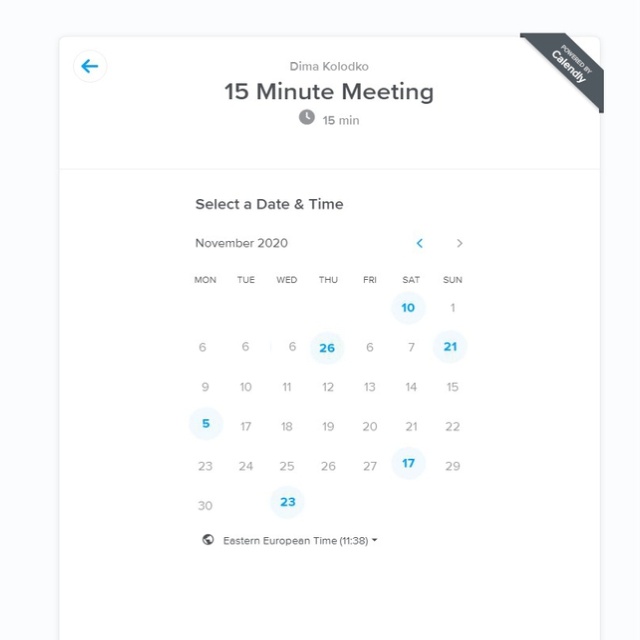 POWERED BY
Calendly
Dima Kolodko
15 Minute Meeting
15 min
Select a Date & Time
November 2020
MON TUE WED THU FRI SAT SUN
10 1
6 6 6 26 6 7 21
9 10 11 12 13 14 15
5 17 18 19 20 21 22
23 24 25 26 27 17 29
30 23
Eastern European Time (11:38)